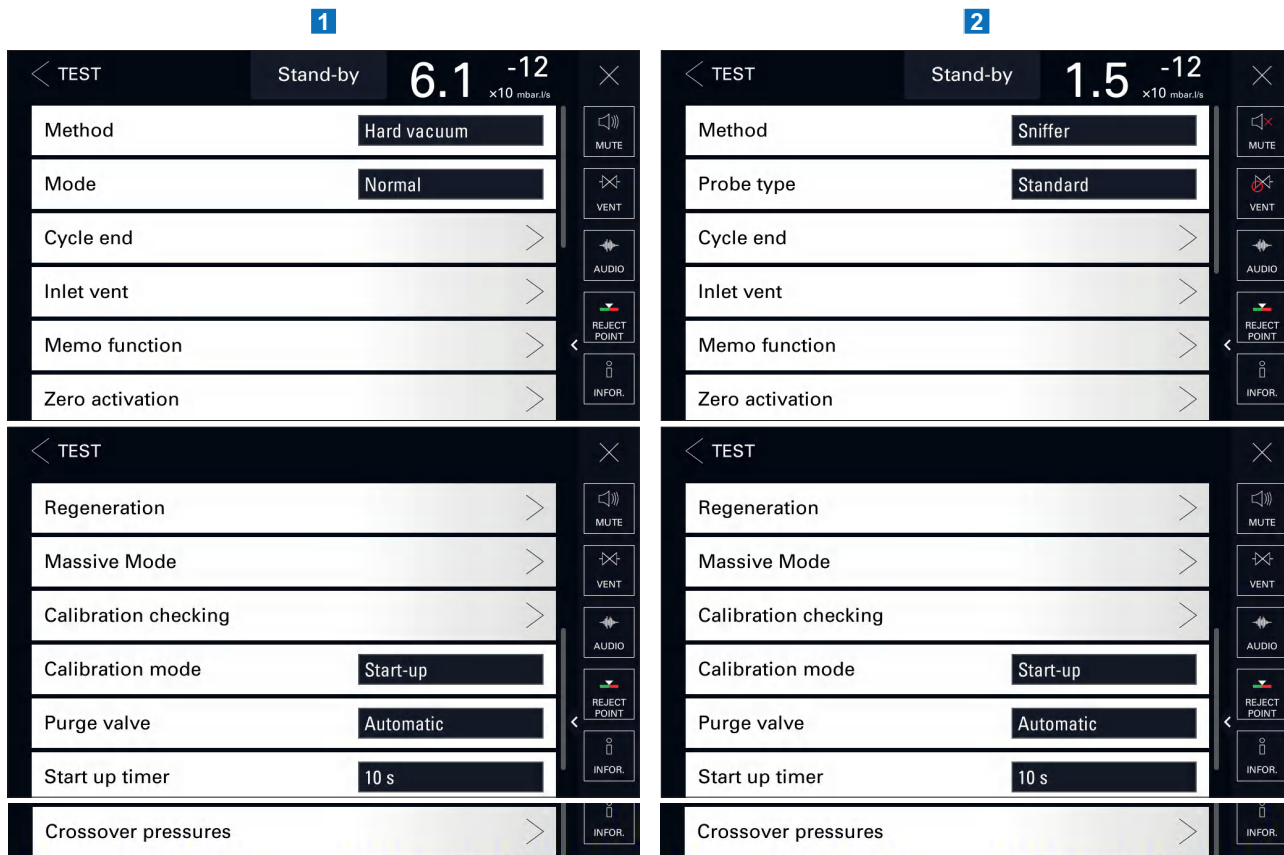 1
TEST
Stand-by
6.1 -12
×10 mbar.l/s
Method
Hard vacuum
MUTE
Mode
Normal
VENT
Cycle end
AUDIO
Inlet vent
REJECT
POINT
Memo function
INFOR.
Zero activation
TEST
Regeneration
MUTE
Massive Mode
VENT
Calibration checking
AUDIO
Calibration mode
Start-up
REJECT
POINT
Purge valve
Automatic
INFOR.
Start up timer
10 s
Crossover pressures
INFOR.
2
TEST
Stand-by
1.5 -12
×10 mbar.l/s
Method
Sniffer
MUTE
Probe type
Standard
VENT
Cycle end
AUDIO
Inlet vent
REJECT
POINT
Memo function
INFOR.
Zero activation
TEST
Regeneration
MUTE
Massive Mode
VENT
Calibration checking
AUDIO
Calibration mode
Start-up
REJECT
POINT
Purge valve
Automatic
INFOR.
Start up timer
10 s
Crossover pressures
INFOR.